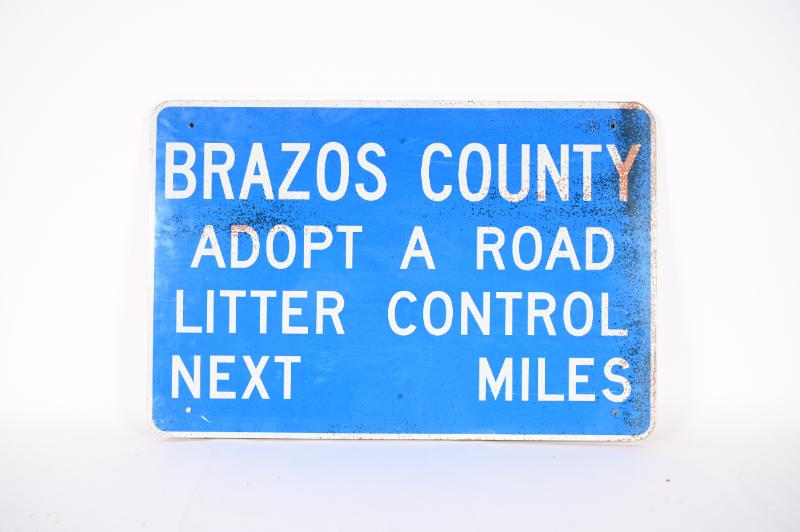 BRAZOS COUNTY
ADOPT A ROAD
LITTER CONTROL
NEXT MILES